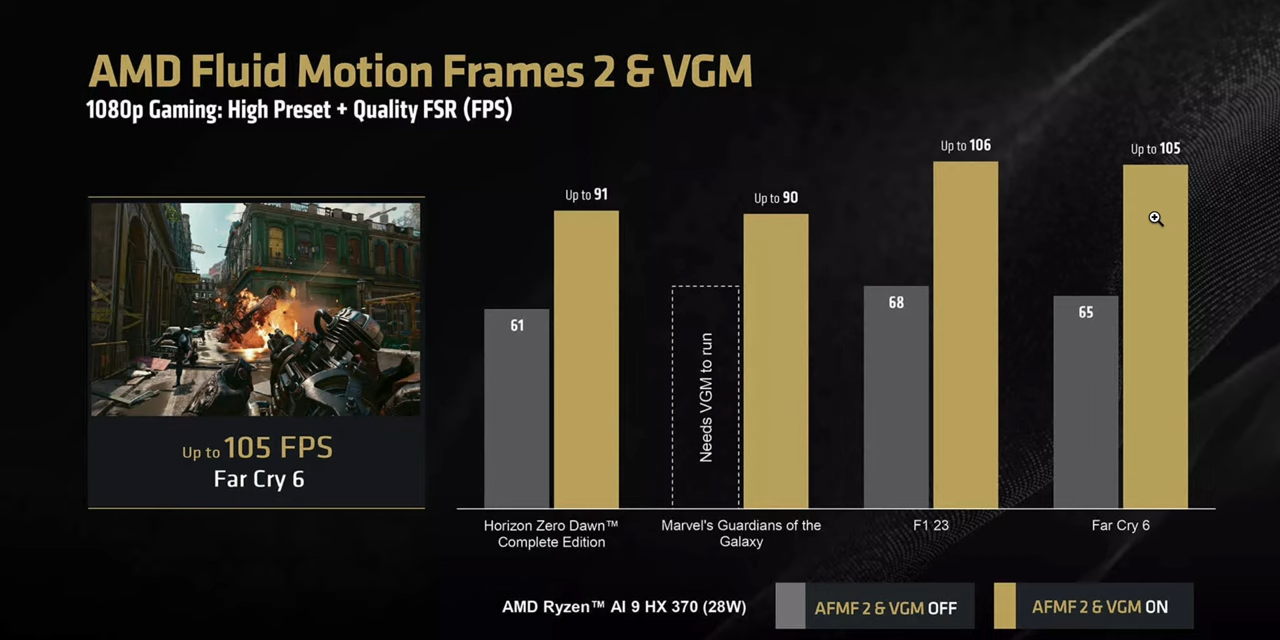 AMD Fluid Motion Frames 2 & VGM
1080p Gaming: High Preset + Quality FSR (FPS)
Up to 105 FPS
Far Cry 6
61
Up to 91
Horizon Zero Dawn™
Complete Edition
Needs VGM to run
Up to 90
Marvel's Guardians of the
Galaxy
68
Up to 106
F1 23
65
Up to 105
Far Cry 6
AMD Ryzen™ AI 9 HX 370 (28W)
AFMF 2 & VGM OFF
AFMF 2 & VGM ON